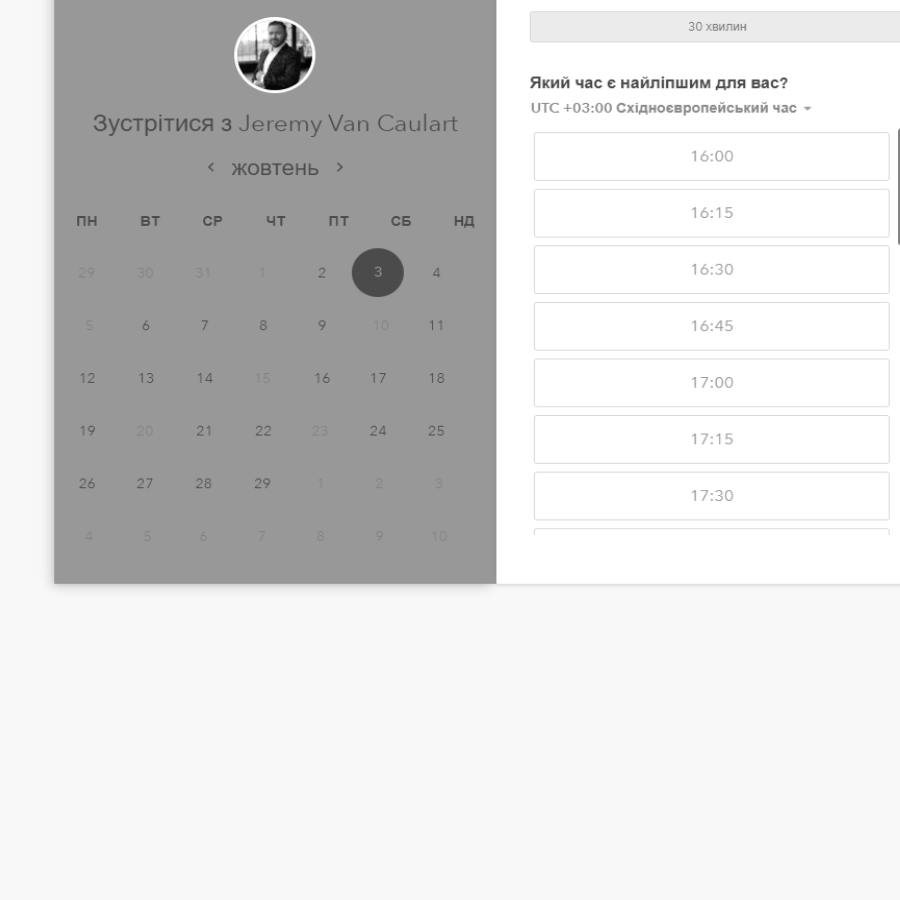 Зустрітися з Jeremy Van Caulart
жовтень
ПН ВТ СР ЧТ ПТ СБ НД
29 30 31 1 2 3 4
5 6 7 8 9 10 11
12 13 14 15 16 17 18
19 20 21 22 23 24 25
26 27 28 29 1 2 3
4 5 6 7 8 9 10
30 хвилин
Який час є найліпшим для вас?
UTC +03:00 Східноєвропейський час
16:00
16:15
16:30
16:45
17:00
17:15
17:30